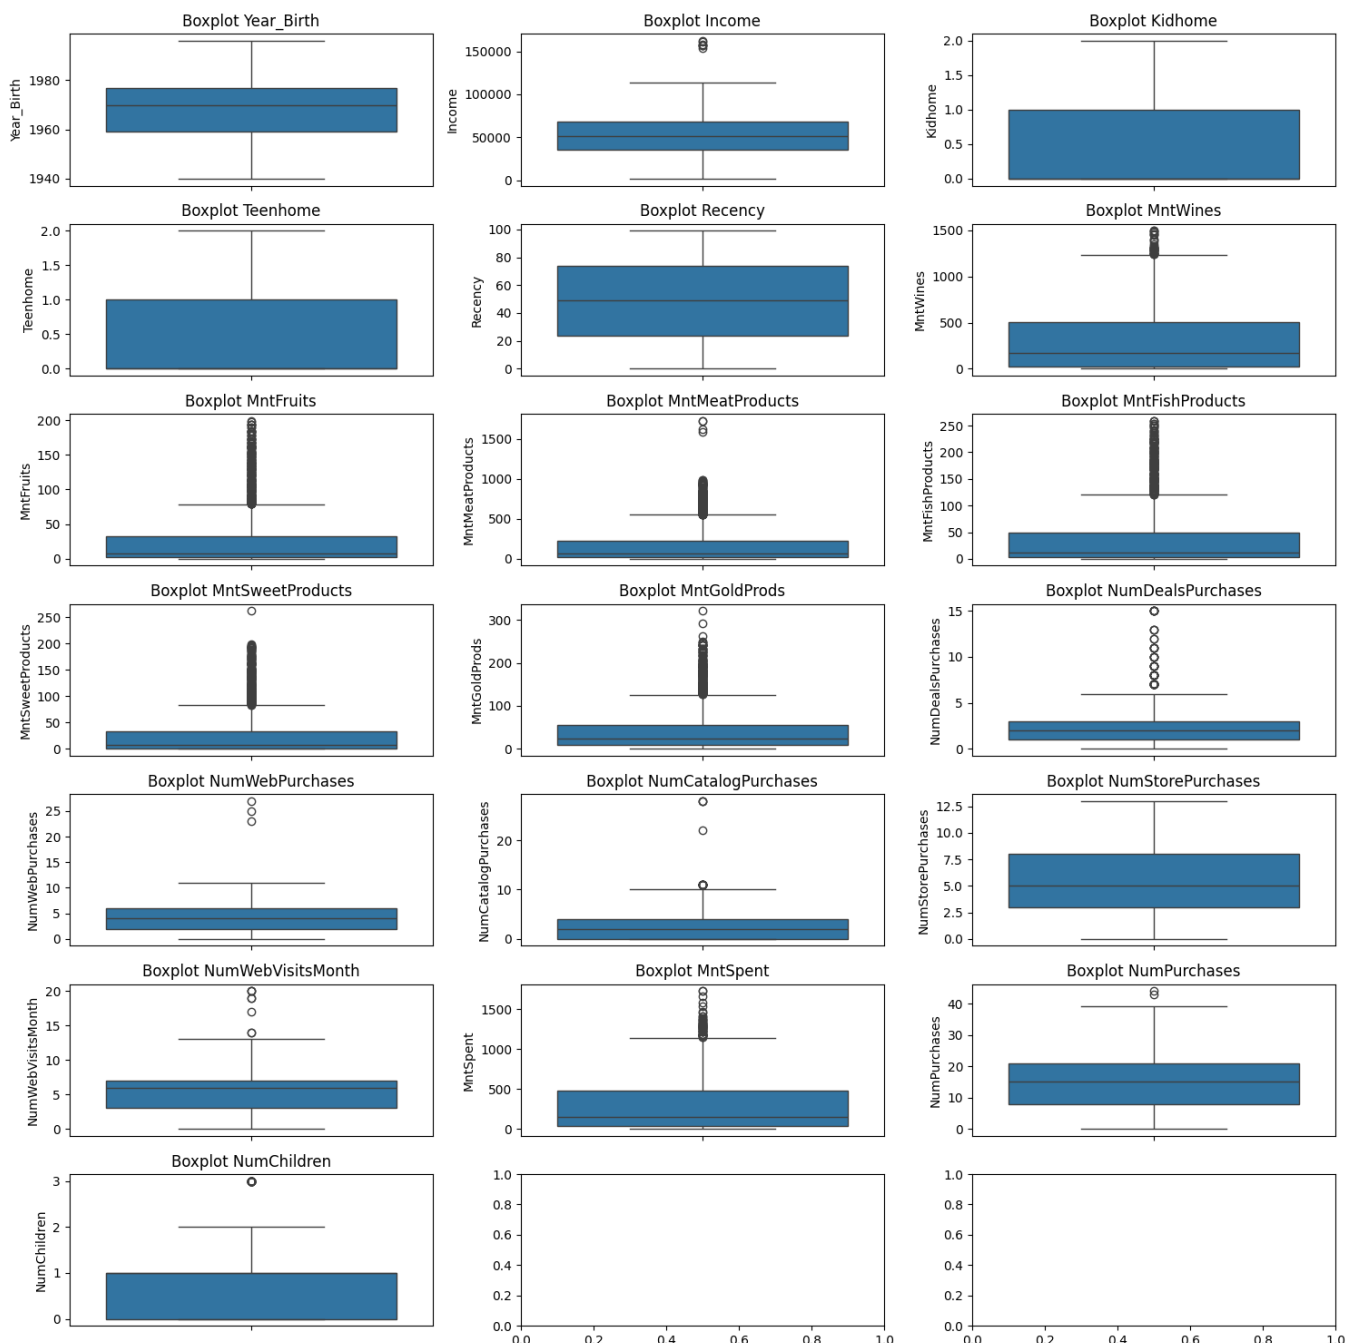 Boxplot Year_Birth
Year_Birth
1980
1960
1940
Boxplot Income
Income
150000
100000
50000
0
Boxplot Kidhome
Kidhome
2.0
1.5
1.0
0.5
0.0
Boxplot Teenhome
Teenhome
2.0
1.5
1.0
0.5
0.0
Boxplot Recency
Recency
100
80
60
40
20
0
Boxplot MntWines
MntWines
1500
1000
500
0
Boxplot MntFruits
MntFruits
200
150
100
50
0
Boxplot MntMeatProducts
MntMeatProducts
1500
1000
500
0
Boxplot MntFishProducts
MntFishProducts
250
200
150
100
50
0
Boxplot MntSweetProducts
MntSweetProducts
250
200
150
100
50
0
Boxplot MntGoldProds
MntGoldProds
300
200
100
0
Boxplot NumDealsPurchases
NumDealsPurchases
15
10
5
0
Boxplot NumWebPurchases
NumWebPurchases
25
20
15
10
5
0
Boxplot NumCatalogPurchases
NumCatalogPurchases
20
10
0
Boxplot NumStorePurchases
NumStorePurchases
12.5
10.0
7.5
5.0
2.5
0.0
Boxplot NumWebVisitsMonth
NumWebVisitsMonth
20
15
10
5
0
Boxplot MntSpent
MntSpent
1500
1000
500
0
Boxplot NumPurchases
NumPurchases
40
30
20
10
0
Boxplot NumChildren
NumChildren
3
2
1
0
1.0
0.8
0.6
0.4
0.2
0.0
0.0 0.2 0.4 0.6 0.8 1.0
1.0
0.8
0.6
0.4
0.2
0.0
0.0 0.2 0.4 0.6 0.8 1.0